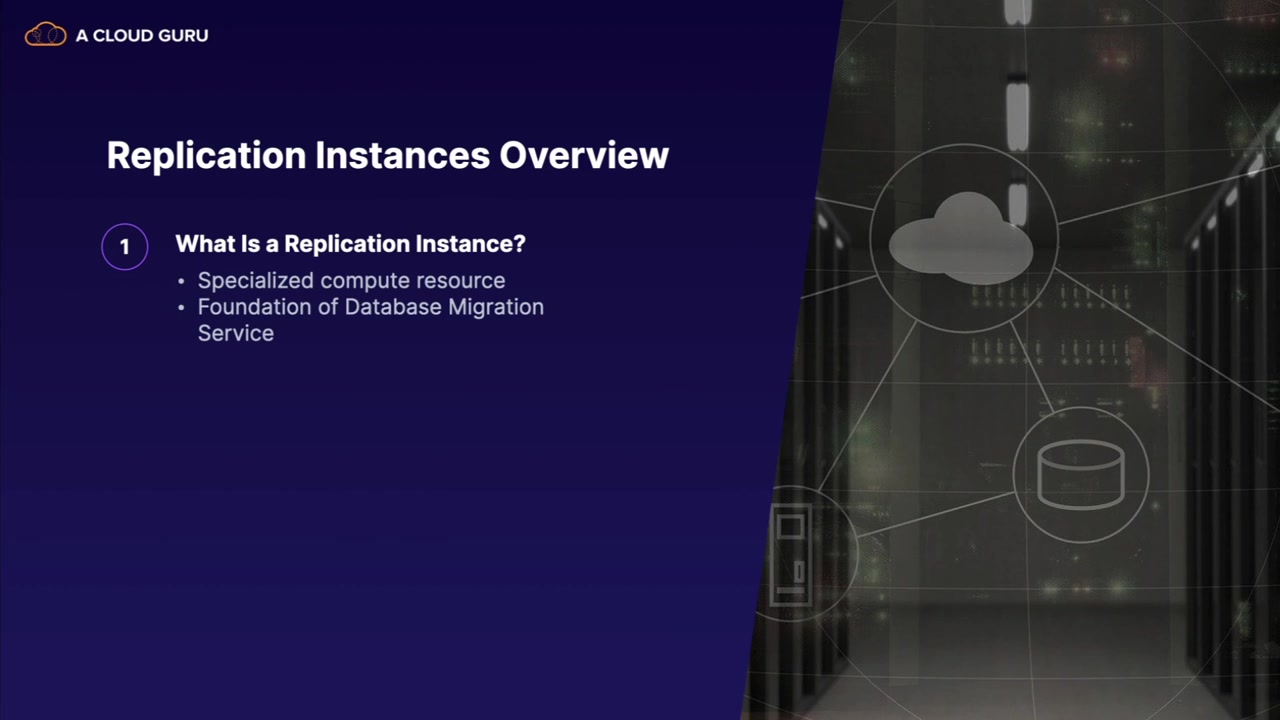 A CLOUD GURU
Replication Instances Overview
1
What Is a Replication Instance?
• Specialized compute resource
• Foundation of Database Migration
Service